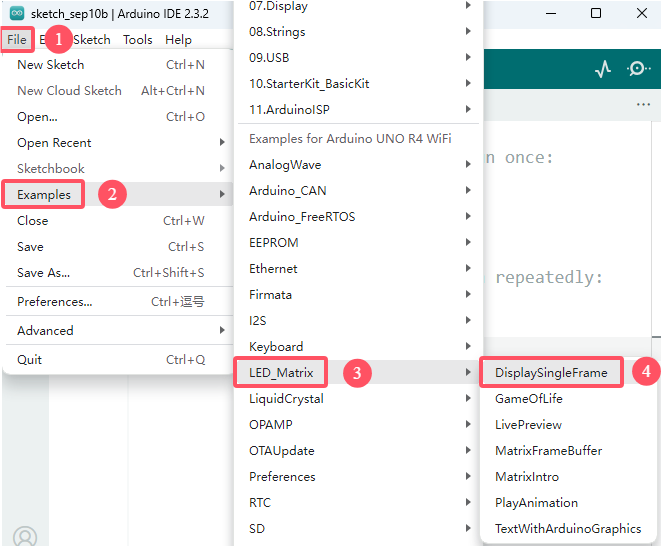 sketch_sep10b | Arduino IDE 2.3.2
File
1
Sketch
Tools
Help
New Sketch Ctrl+N
New Cloud Sketch Alt+Ctrl+N
Open... Ctrl+O
Open Recent
Sketchbook
Examples
2
Close Ctrl+W
Save Ctrl+S
Save As... Ctrl+Shift+S
Preferences... Ctrl+逗号
Advanced
Quit Ctrl+Q
07.Display
08.Strings
09.USB
10.StarterKit_BasicKit
11.ArduinoISP
Examples for Arduino UNO R4 WiFi
AnalogWave
Arduino_CAN
Arduino_FreeRTOS
EEPROM
Ethernet
Firmata
I2S
Keyboard
LED_Matrix
3
LiquidCrystal
OPAMP
OTAUpdate
Preferences
RTC
SD
DisplaySingleFrame
4
GameOfLife
LivePreview
MatrixFrameBuffer
MatrixIntro
PlayAnimation
TextWithArduinoGraphics
n once:
repeatedly: